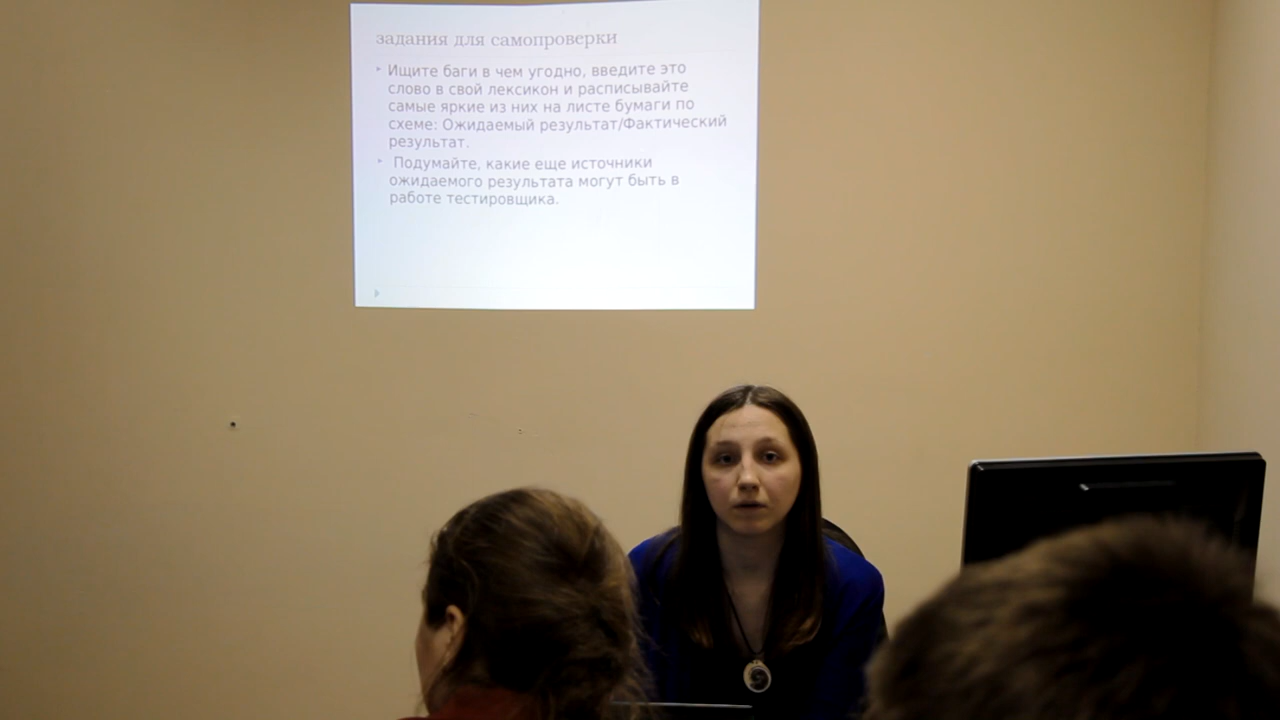 задания для самопроверки
Ищите баги в чем угодно, введите это
слово в свой лексикон и расписывайте
самые яркие из них на листе бумаги по
схеме: Ожидаемый результат/Фактический
результат.
Подумайте, какие еще источники
ожидаемого результата могут быть в
работе тестировщика.